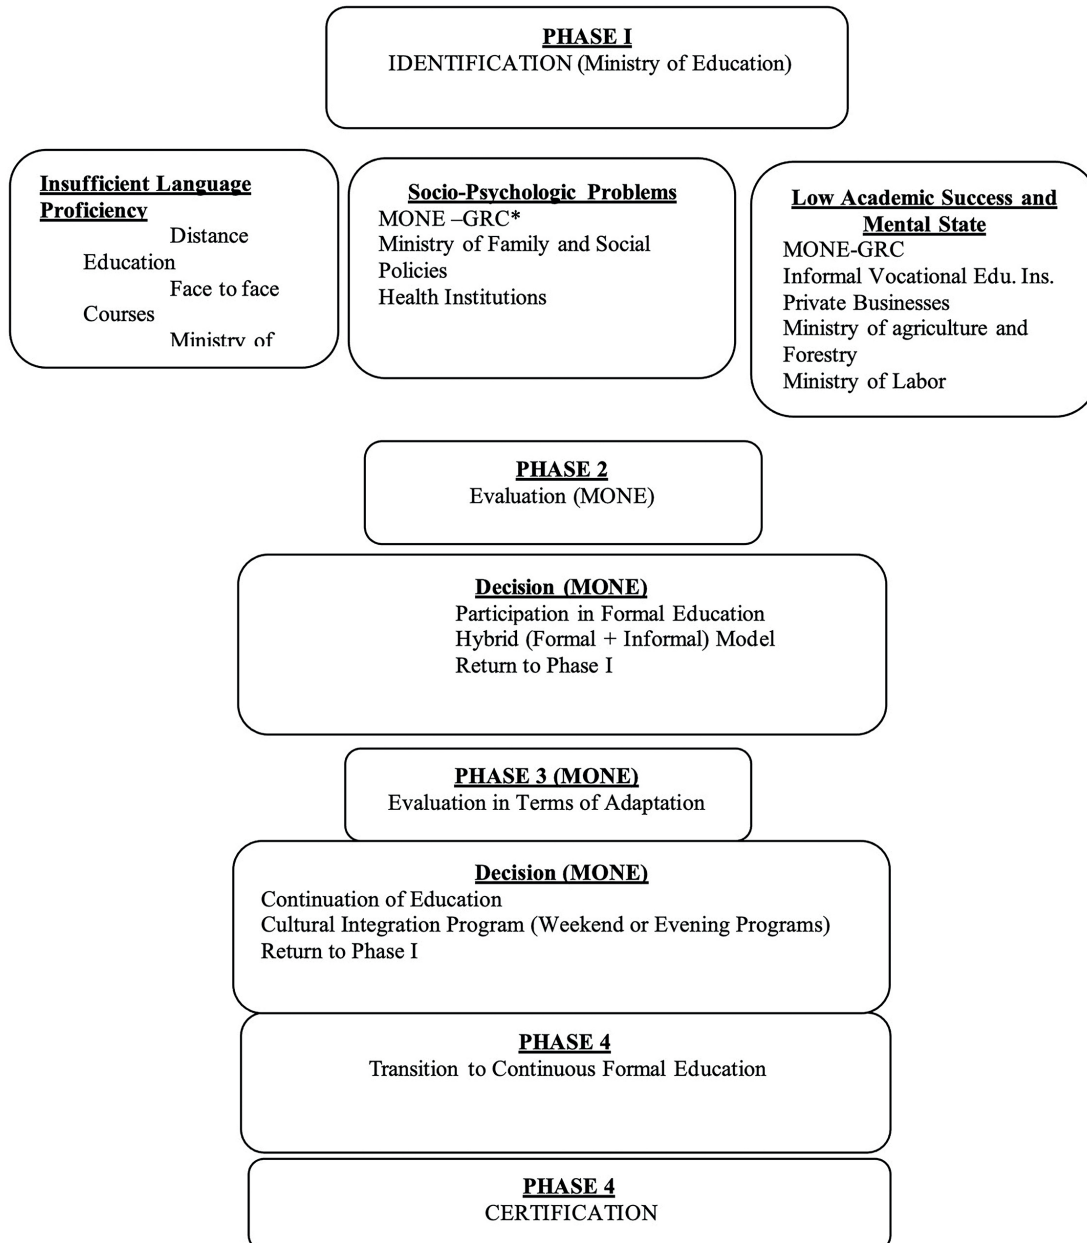 PHASE I
IDENTIFICATION (Ministry of Education)
Insufficient Language
Proficiency
Distance
Education
Face to face
Courses
Ministry of
Socio-Psychologic Problems
MONE –GRC*
Ministry of Family and Social
Policies
Health Institutions
Low Academic Success and
Mental State
MONE-GRC
Informal Vocational Edu. Ins.
Private Businesses
Ministry of agriculture and
Forestry
Ministry of Labor
PHASE 2
Evaluation (MONE)
Decision (MONE)
Participation in Formal Education
Hybrid (Formal + Informal) Model
Return to Phase I
PHASE 3 (MONE)
Evaluation in Terms of Adaptation
Decision (MONE)
Continuation of Education
Cultural Integration Program (Weekend or Evening Programs)
Return to Phase I
PHASE 4
Transition to Continuous Formal Education
PHASE 4
CERTIFICATION